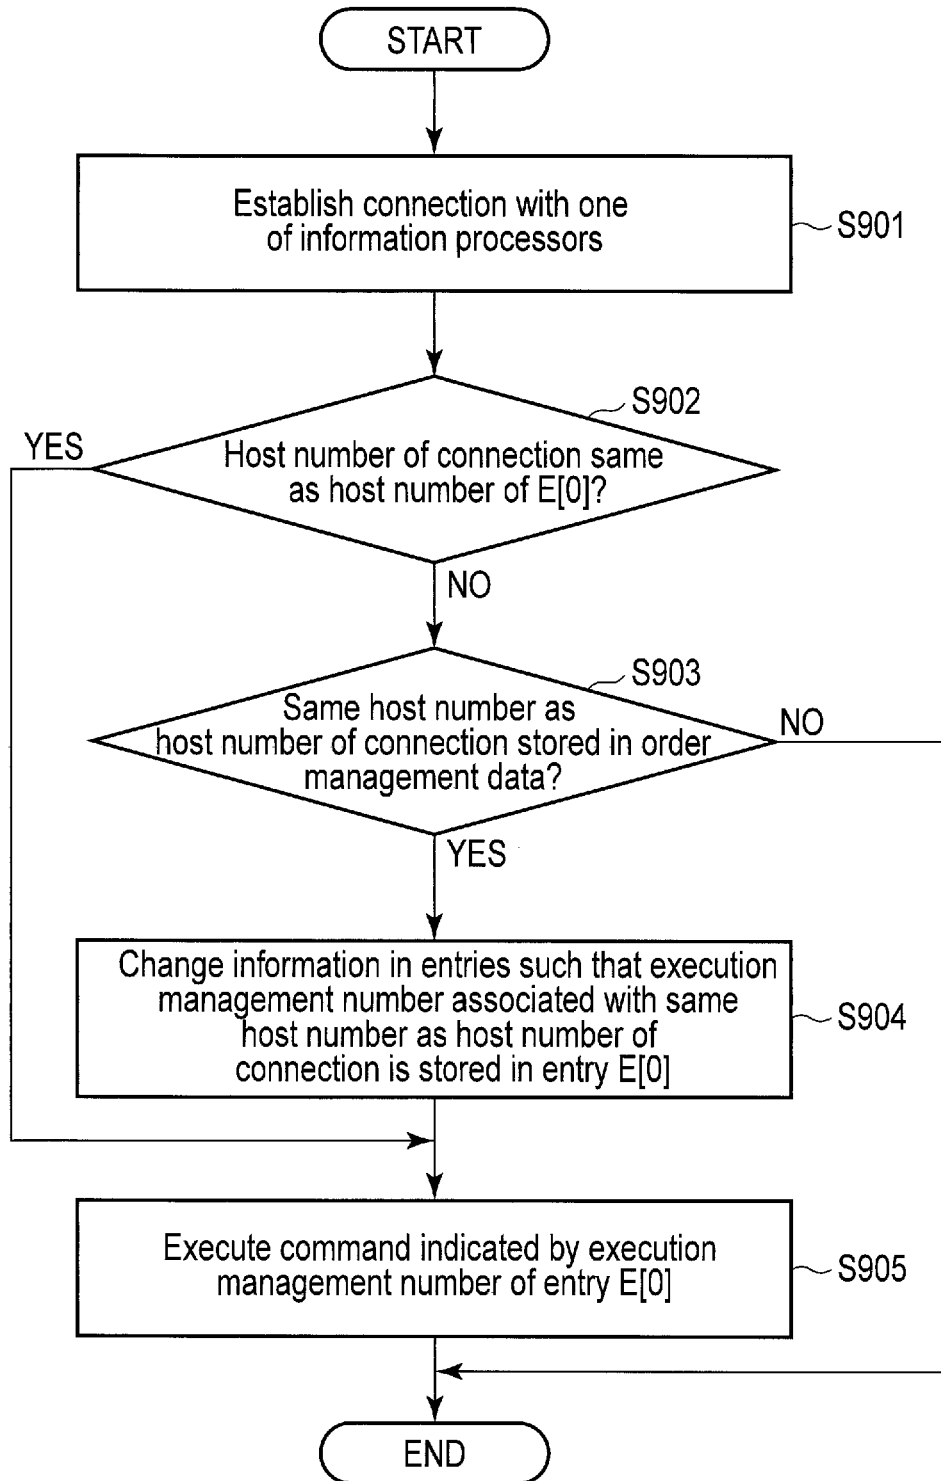 START
Establish connection with one
of information processors
S901
S902
YES
Host number of connection same
as host number of E[0]?
NO
S903
Same host number as
host number of connection stored in order
management data?
NO
YES
Change information in entries such that execution
management number associated with same
host number as host number of
connection is stored in entry E[0]
S904
Execute command indicated by execution
management number of entry E[0]
S905
END